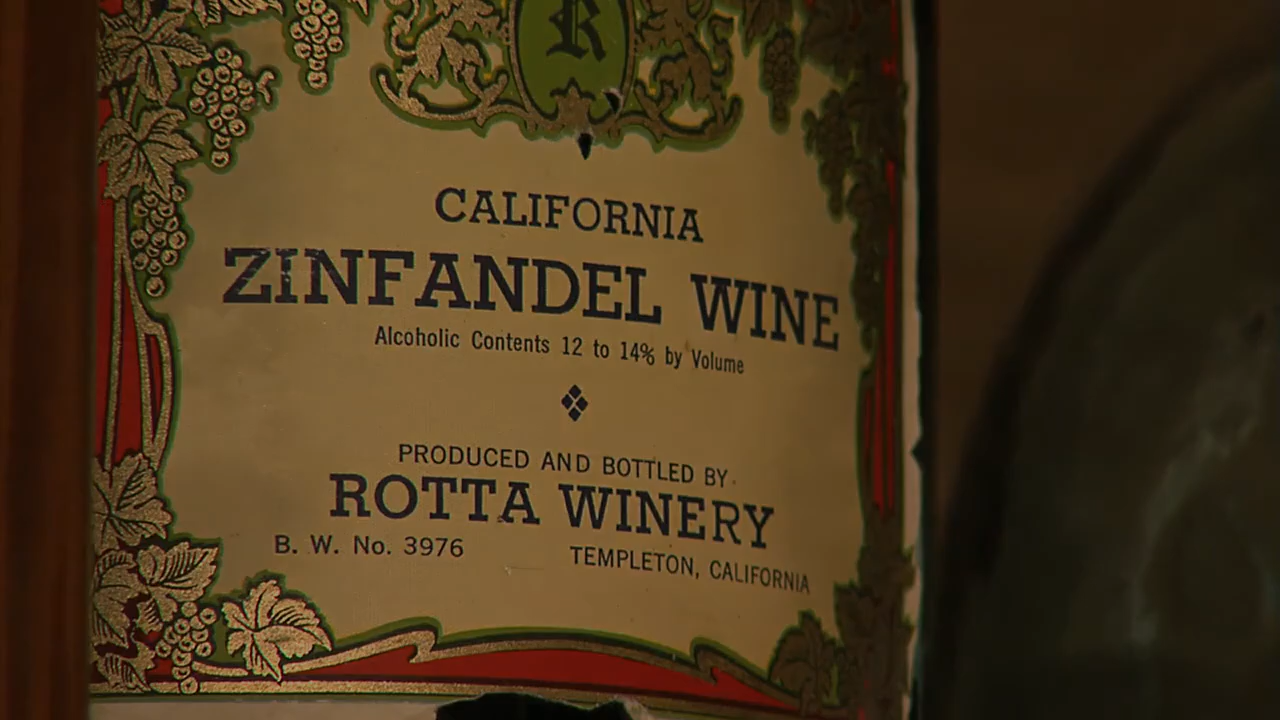 R
CALIFORNIA
ZINFANDEL WINE
Alcoholic Contents 12 to 14% by Volume
PRODUCED AND BOTTLED BY
ROTTA WINERY
B. W. No. 3976
TEMPLETON, CALIFORNIA